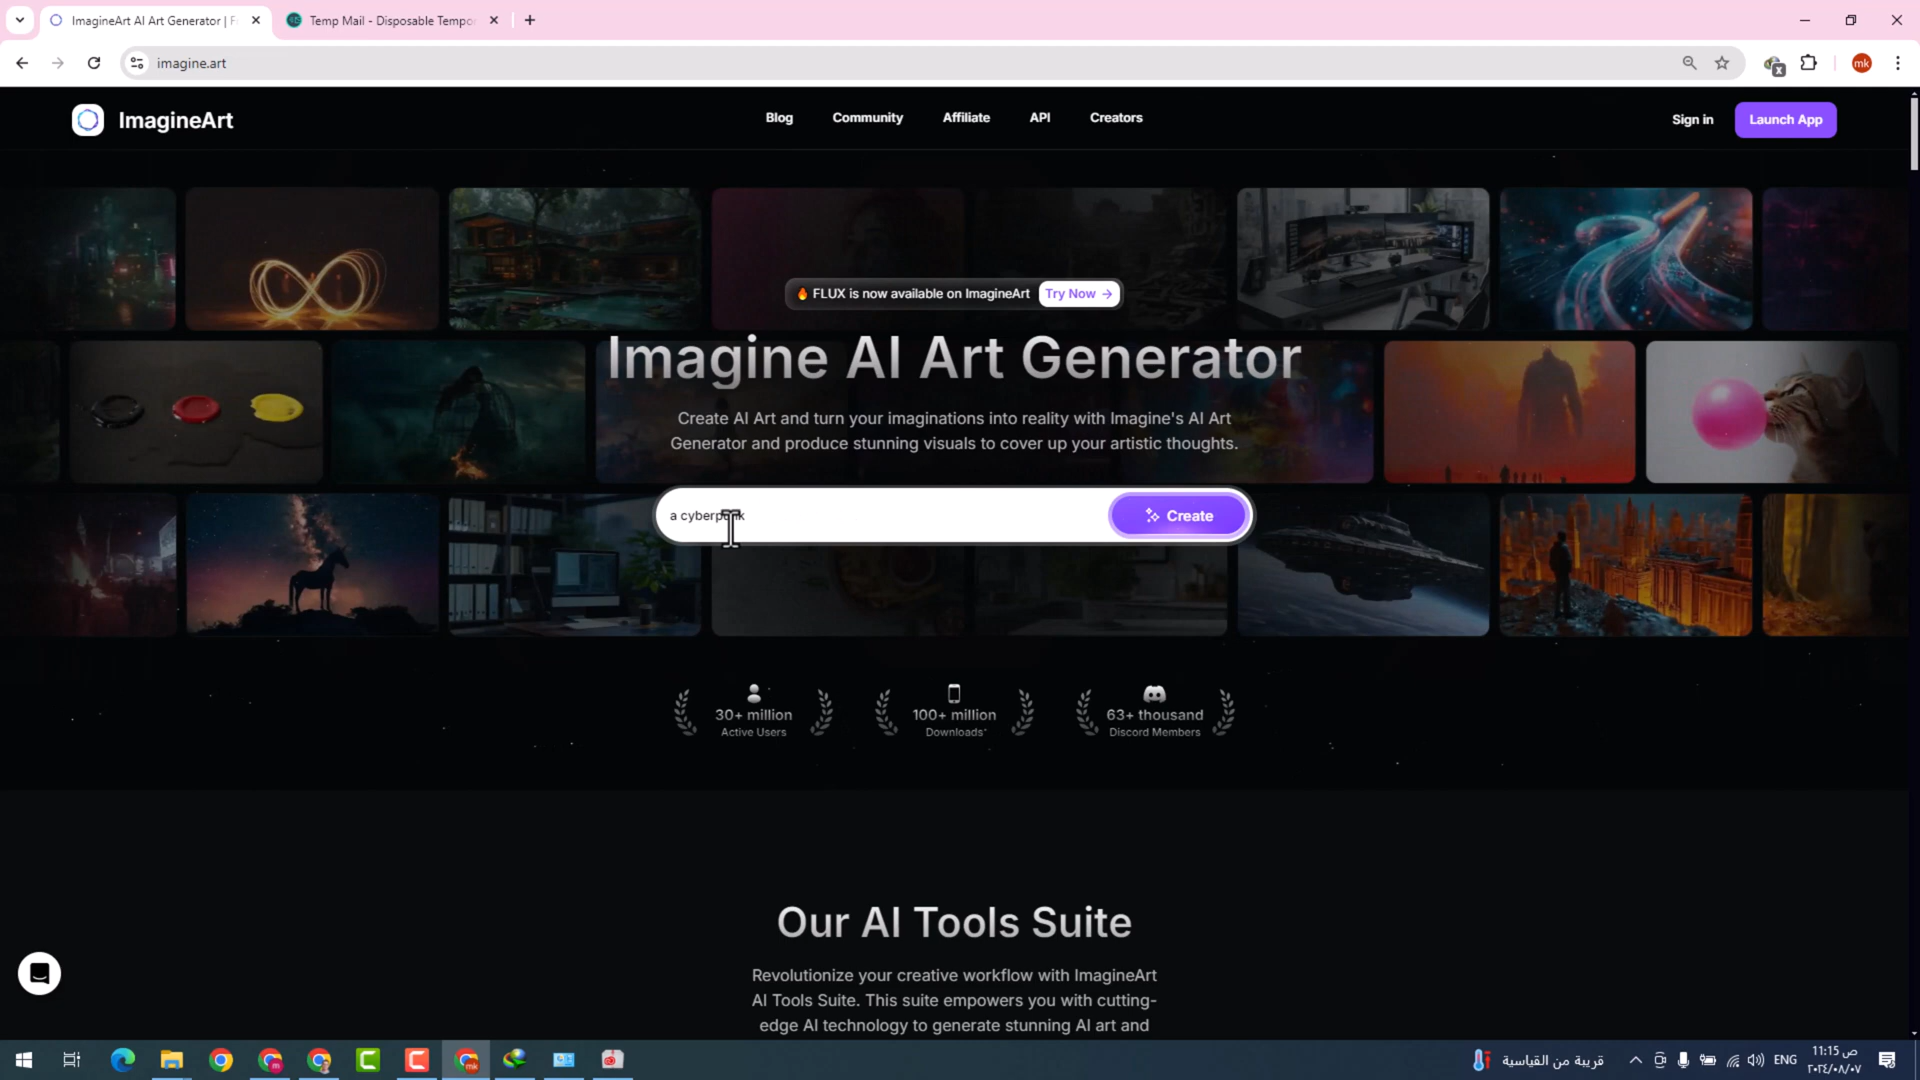 ImagineArt AI Art Generator | F
Temp Mail - Disposable Tempo
imagine.art
mk
ImagineArt
Blog
Community
Affiliate
API
Creators
Sign in
Launch App
🔥 FLUX is now available on ImagineArt
Try Now →
Imagine AI Art Generator
Create AI Art and turn your imaginations into reality with Imagine's AI Art
Generator and produce stunning visuals to cover up your artistic thoughts.
a cyberpunk
Create
30+ million
Active Users
100+ million
Downloads*
63+ thousand
Discord Members
Our AI Tools Suite
Revolutionize your creative workflow with ImagineArt
AI Tools Suite. This suite empowers you with cutting-
edge AI technology to generate stunning AI art and
قريبة من القياسية
ENG
11:15 ص
٢٠٢٤/٠٨/٠٧